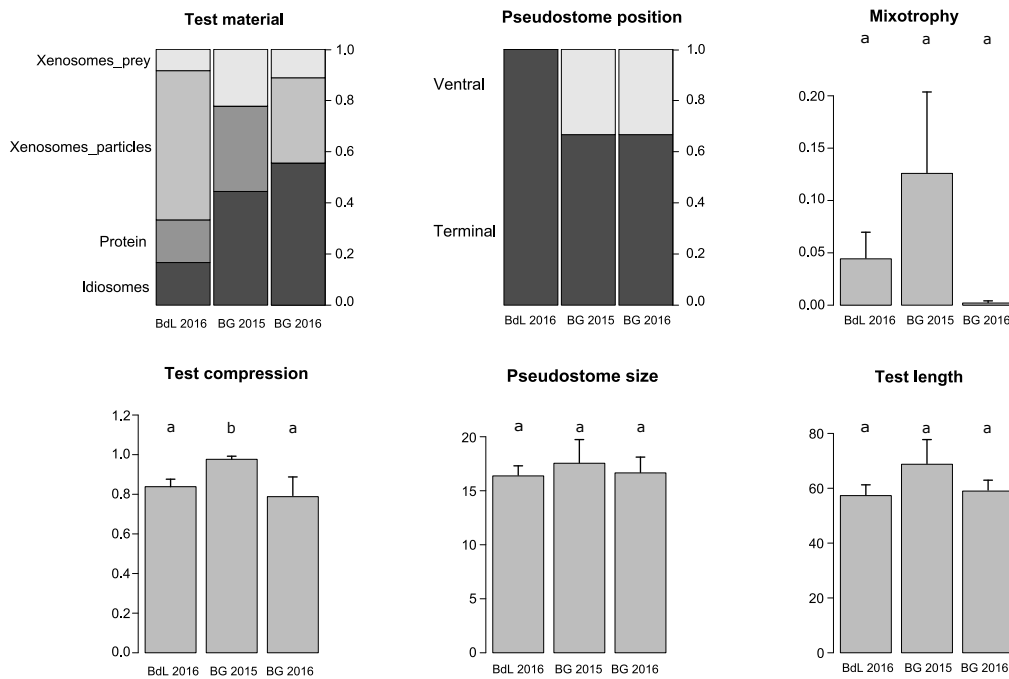 Test material
Xenosomes_prey
Xenosomes_particles
Protein
Idiosomes
1.0
0.8
0.6
0.4
0.2
0.0
BdL 2016 BG 2015 BG 2016
Pseudostome position
Ventral
Terminal
1.0
0.8
0.6
0.4
0.2
0.0
BdL 2016 BG 2015 BG 2016
Mixotrophy
a a a
0.20
0.15
0.10
0.05
0.00
BdL 2016 BG 2015 BG 2016
Test compression
1.2
1.0
0.8
0.6
0.4
0.2
0.0
a b a
BdL 2016 BG 2015 BG 2016
Pseudostome size
20
15
10
5
0
a a a
BdL 2016 BG 2015 BG 2016
Test length
80
60
40
20
0
a a a
BdL 2016 BG 2015 BG 2016